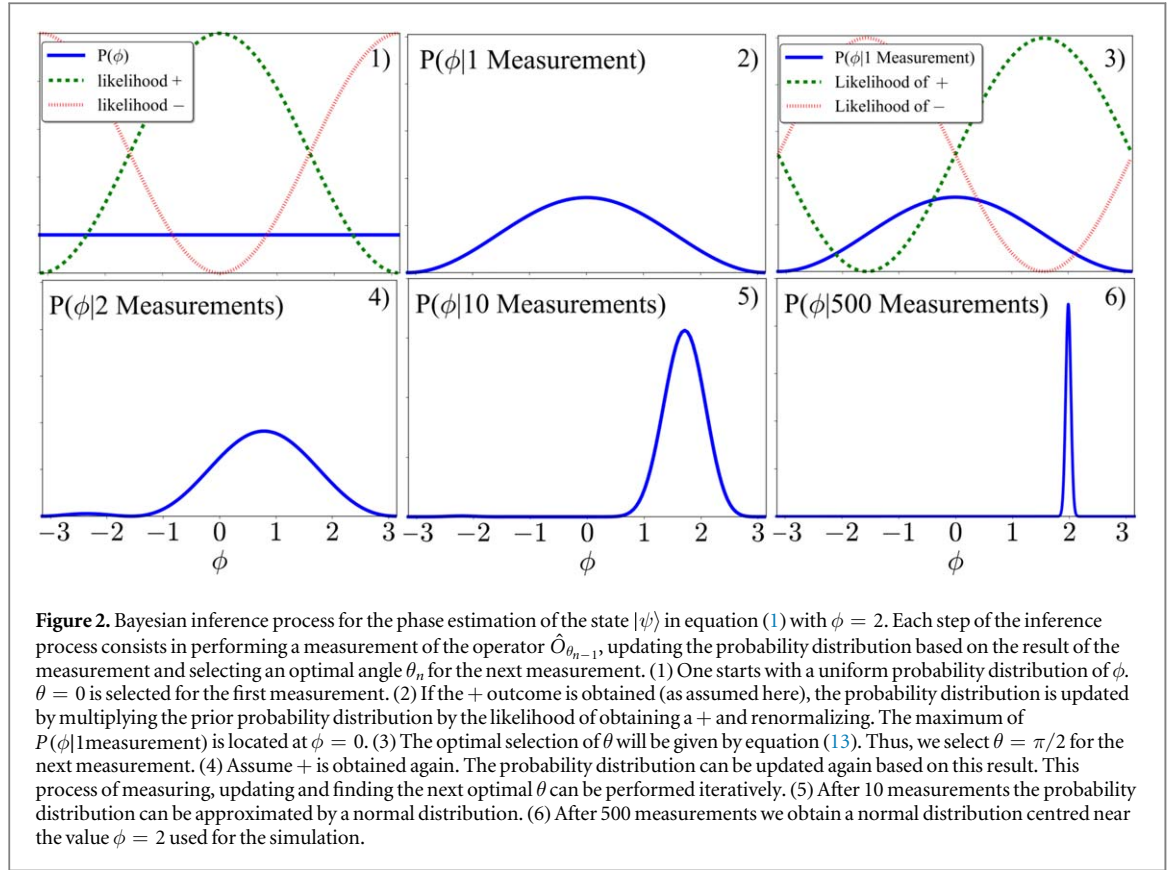 P(ϕ)
likelihood +
likelihood −
1)
P(ϕ|1 Measurement)
2)
P(ϕ|1 Measurement)
Likelihood of +
Likelihood of −
3)
P(ϕ|2 Measurements)
4)
P(ϕ|10 Measurements)
5)
P(ϕ|500 Measurements)
6)
−3 −2 −1 0 1 2 3
−3 −2 −1 0 1 2 3
−3 −2 −1 0 1 2 3
ϕ
ϕ
ϕ
Figure 2. Bayesian inference process for the phase estimation of the state |ψ⟩ in equation (1) with ϕ = 2. Each step of the inference
process consists in performing a measurement of the operator Ô_{θ_{n−1}}, updating the probability distribution based on the result of the
measurement and selecting an optimal angle θ_n for the next measurement. (1) One starts with a uniform probability distribution of ϕ.
θ = 0 is selected for the first measurement. (2) If the + outcome is obtained (as assumed here), the probability distribution is updated
by multiplying the prior probability distribution by the likelihood of obtaining a + and renormalizing. The maximum of
P(ϕ|1measurement) is located at ϕ = 0. (3) The optimal selection of θ will be given by equation (13). Thus, we select θ = π/2 for the
next measurement. (4) Assume + is obtained again. The probability distribution can be updated again based on this result. This
process of measuring, updating and finding the next optimal θ can be performed iteratively. (5) After 10 measurements the probability
distribution can be approximated by a normal distribution. (6) After 500 measurements we obtain a normal distribution centred near
the value ϕ = 2 used for the simulation.